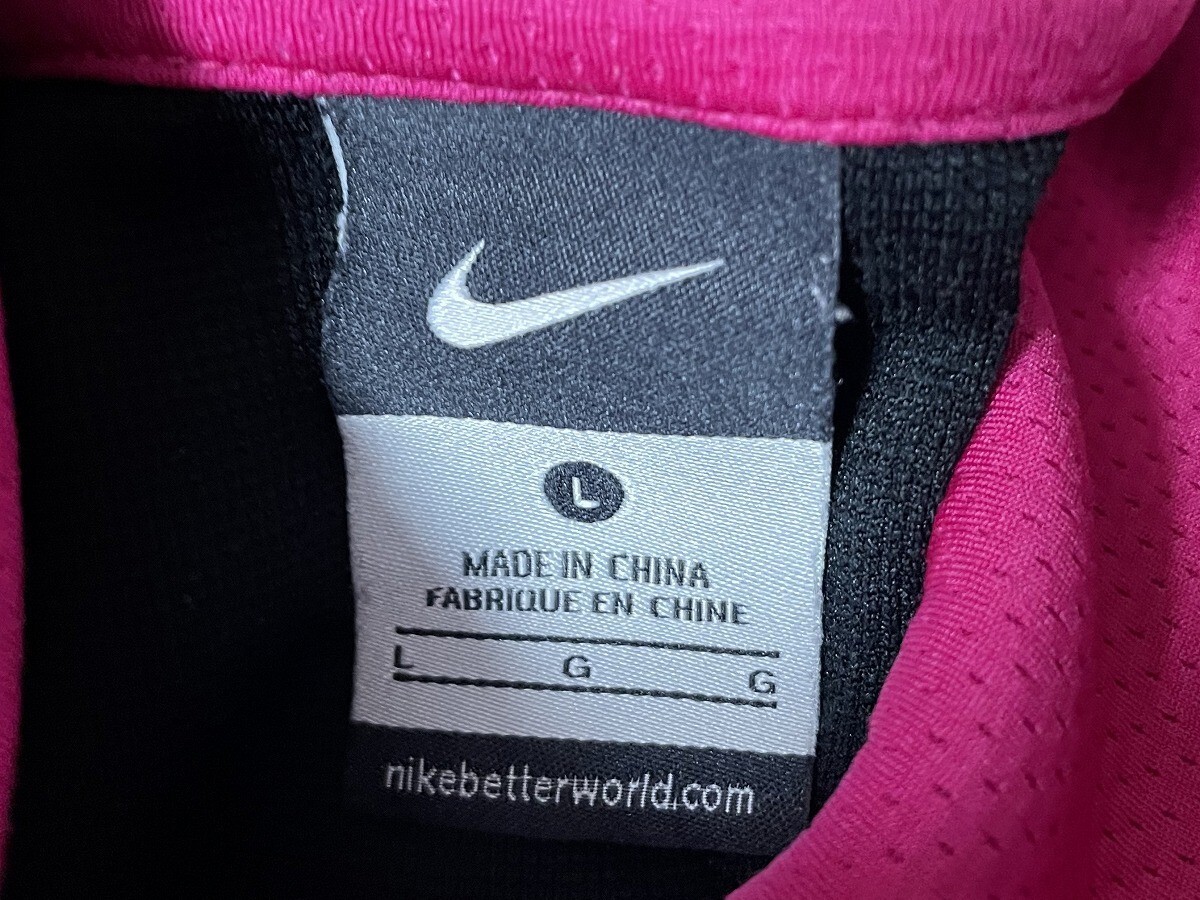 L
MADE IN CHINA
FABRIQUE EN CHINE
L G G
nikebetterworld.com